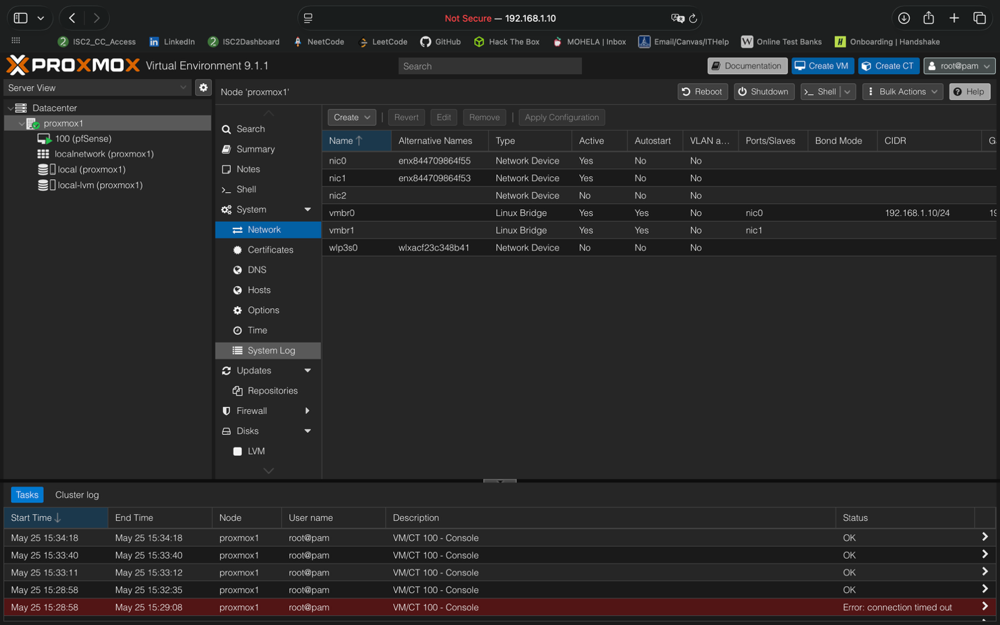 Not Secure — 192.168.1.10
ISC2_CC_Access LinkedIn ISC2Dashboard NeetCode LeetCode GitHub Hack The Box MOHELA | Inbox Email/Canvas/ITHelp Online Test Banks Onboarding | Handshake
PROXMOX Virtual Environment 9.1.1 Search Documentation Create VM Create CT root@pam
Server View
Node 'proxmox1' Reboot Shutdown Shell Bulk Actions Help
Datacenter
proxmox1
100 (pfSense)
localnetwork (proxmox1)
local (proxmox1)
local-lvm (proxmox1)
Search
Summary
Notes
Shell
System
Network
Certificates
DNS
Hosts
Options
Time
System Log
Updates
Repositories
Firewall
Disks
LVM
Create Revert Edit Remove Apply Configuration
Name Alternative Names Type Active Autostart VLAN a... Ports/Slaves Bond Mode CIDR
nic0 enx844709864f55 Network Device Yes No No
nic1 enx844709864f53 Network Device Yes No No
nic2 Network Device No No No
vmbr0 Linux Bridge Yes Yes No nic0 192.168.1.10/24 19
vmbr1 Linux Bridge Yes Yes No nic1
wlp3s0 wlxacf23c348b41 Network Device No No No
Tasks Cluster log
Start Time End Time Node User name Description Status
May 25 15:34:18 May 25 15:34:18 proxmox1 root@pam VM/CT 100 - Console OK
May 25 15:33:40 May 25 15:33:40 proxmox1 root@pam VM/CT 100 - Console OK
May 25 15:33:11 May 25 15:33:12 proxmox1 root@pam VM/CT 100 - Console OK
May 25 15:28:58 May 25 15:32:35 proxmox1 root@pam VM/CT 100 - Console OK
May 25 15:28:58 May 25 15:29:08 proxmox1 root@pam VM/CT 100 - Console Error: connection timed out